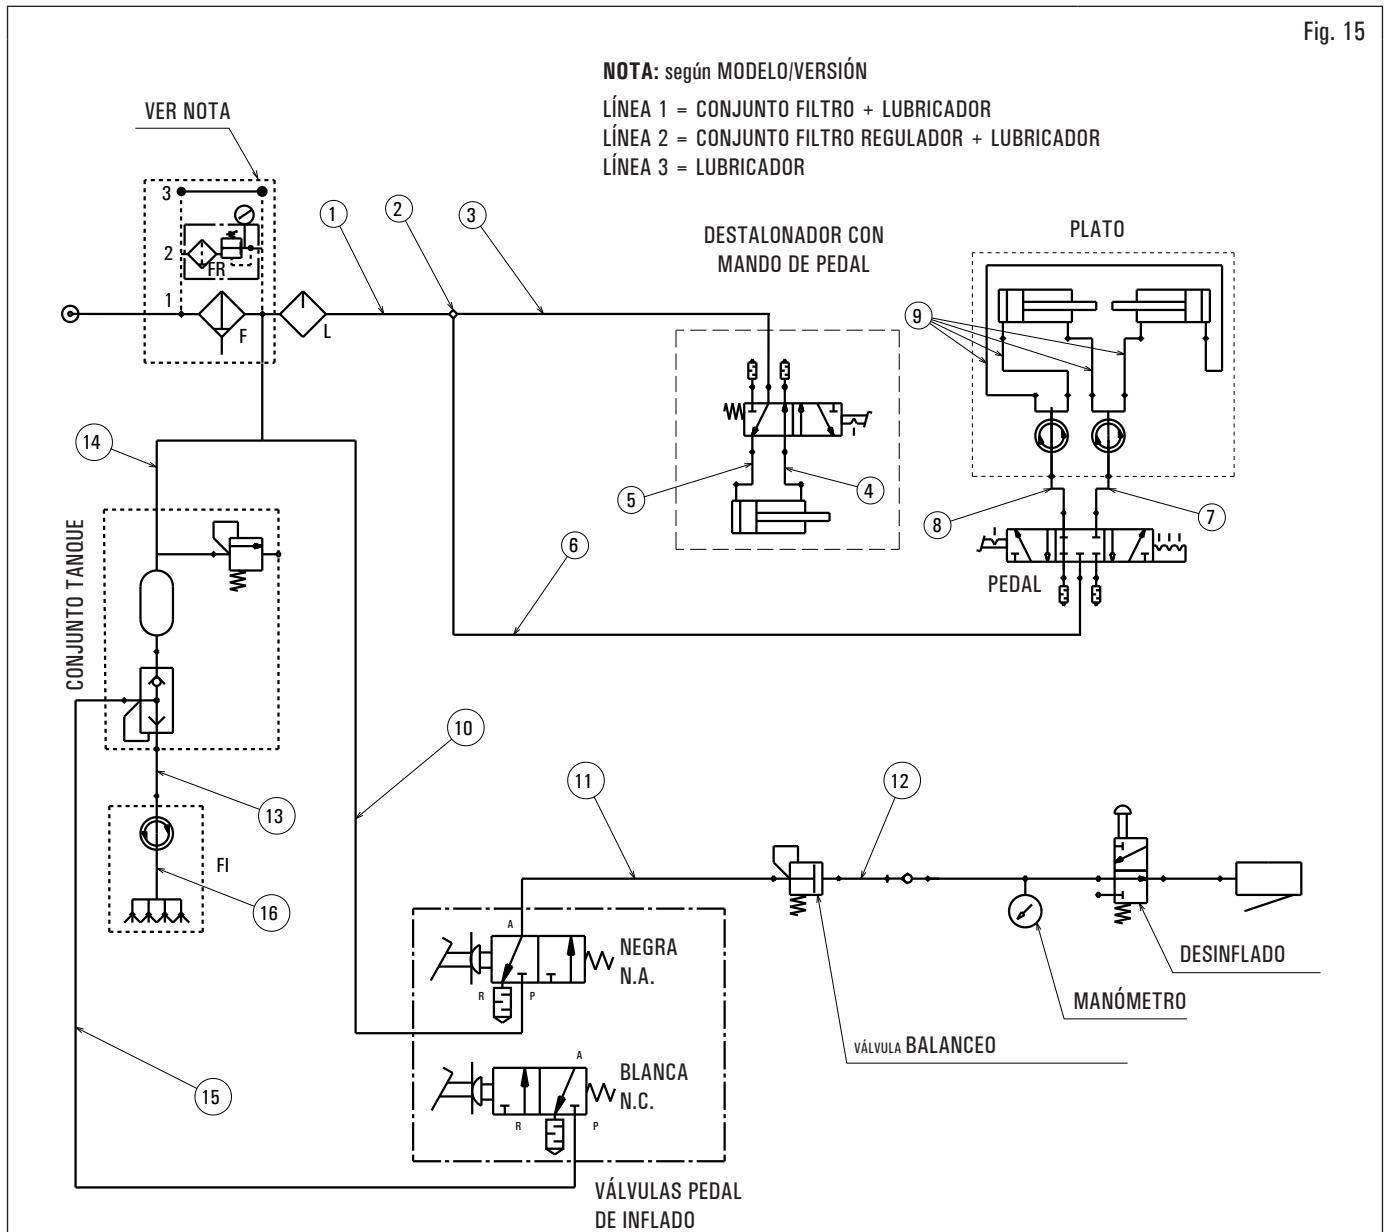 Fig. 15
NOTA: según MODELO/VERSIÓN
LÍNEA 1 = CONJUNTO FILTRO + LUBRICADOR
LÍNEA 2 = CONJUNTO FILTRO REGULADOR + LUBRICADOR
LÍNEA 3 = LUBRICADOR
VER NOTA
3
2
FR
1
F
L
1
2
3
DESTALONADOR CON
MANDO DE PEDAL
PLATO
9
5
4
8
7
PEDAL
6
14
CONJUNTO TANQUE
13
FI
16
15
10
11
12
A
NEGRA
N.A.
R
P
A
BLANCA
N.C.
R
P
VÁLVULAS PEDAL
DE INFLADO
VÁLVULA BALANCEO
MANÓMETRO
DESINFLADO